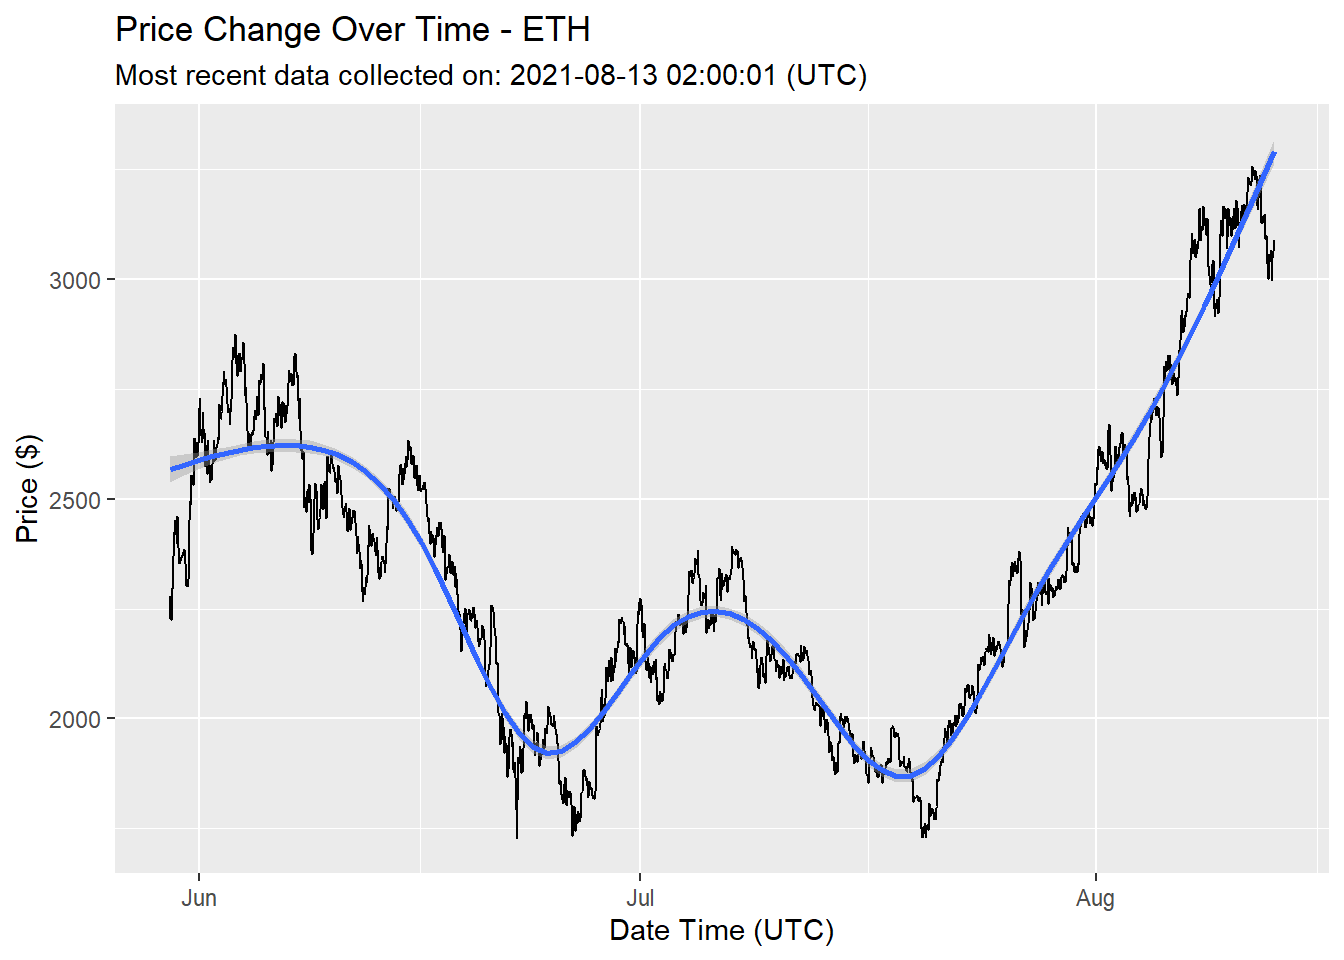 Price Change Over Time - ETH
Most recent data collected on: 2021-08-13 02:00:01 (UTC)
Price ($)
3000
2500
2000
Jun
Jul
Aug
Date Time (UTC)